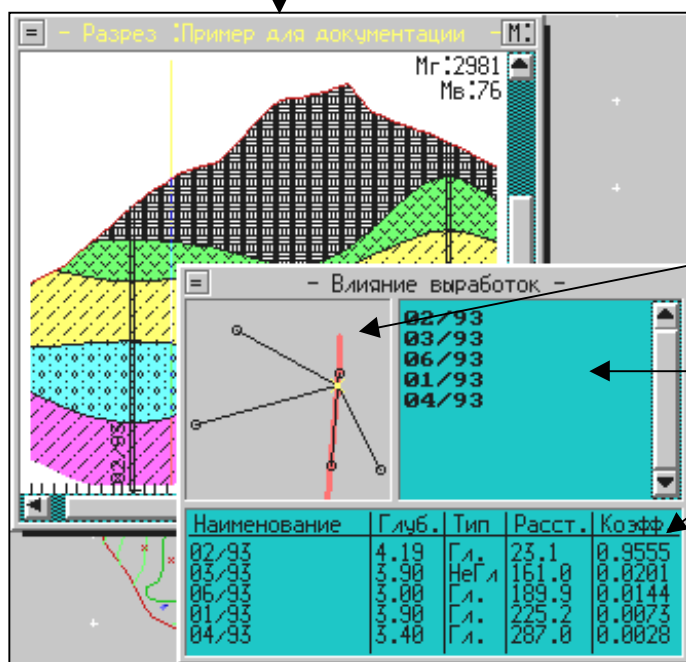 - Разрез :Пример для документации -
М:
Мг:2981
Мв:76
02/93
- Влияние выработок -
02/93
03/93
06/93
01/93
04/93
Наименование Глуб. Тип Расст. Коэфф
02/93 4.19 Гл. 23.1 0.9555
03/93 3.90 НеГл 161.0 0.0201
06/93 3.00 Гл. 189.9 0.0144
01/93 3.90 Гл. 225.2 0.0073
04/93 3.40 Гл. 287.0 0.0028